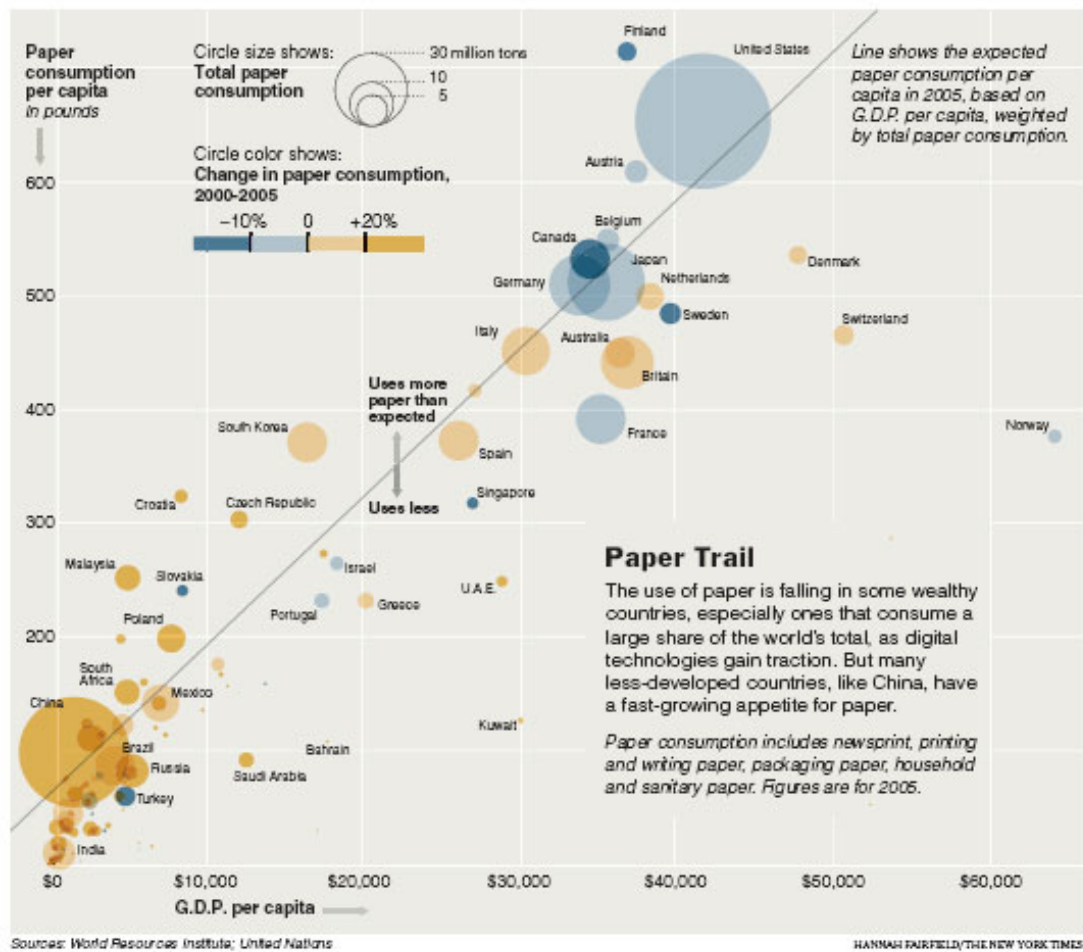 Paper
consumption
per capita
In pounds
Circle size shows:
Total paper
consumption
30 million tons
10
5
Circle color shows:
Change in paper consumption,
2000-2005
−10%
0
+20%
Line shows the expected
paper consumption per
capita in 2005, based on
G.D.P. per capita, weighted
by total paper consumption.
Finland
United States
Austria
600
Belgium
Canada
Japan
Denmark
Germany
Netherlands
500
Sweden
Switzerland
Italy
Australia
Britain
Uses more
paper than
expected
400
South Korea
France
Norway
Spain
Singapore
Croatia
Czech Republic
Uses less
300
Malaysia
Slovakia
Israel
U.A.E.
Portugal
Greece
Poland
200
South
Africa
China
Mexico
Kuwait
Brazil
Bahrain
Russia
Saudi Arabia
Turkey
India
Paper Trail
The use of paper is falling in some wealthy
countries, especially ones that consume a
large share of the world's total, as digital
technologies gain traction. But many
less-developed countries, like China, have
a fast-growing appetite for paper.
Paper consumption includes newsprint, printing
and writing paper, packaging paper, household
and sanitary paper. Figures are for 2005.
$0
$10,000
$20,000
$30,000
$40,000
$50,000
$60,000
G.D.P. per capita
Sources: World Resources Institute; United Nations
HANNAH FAIRFIELD/THE NEW YORK TIMES